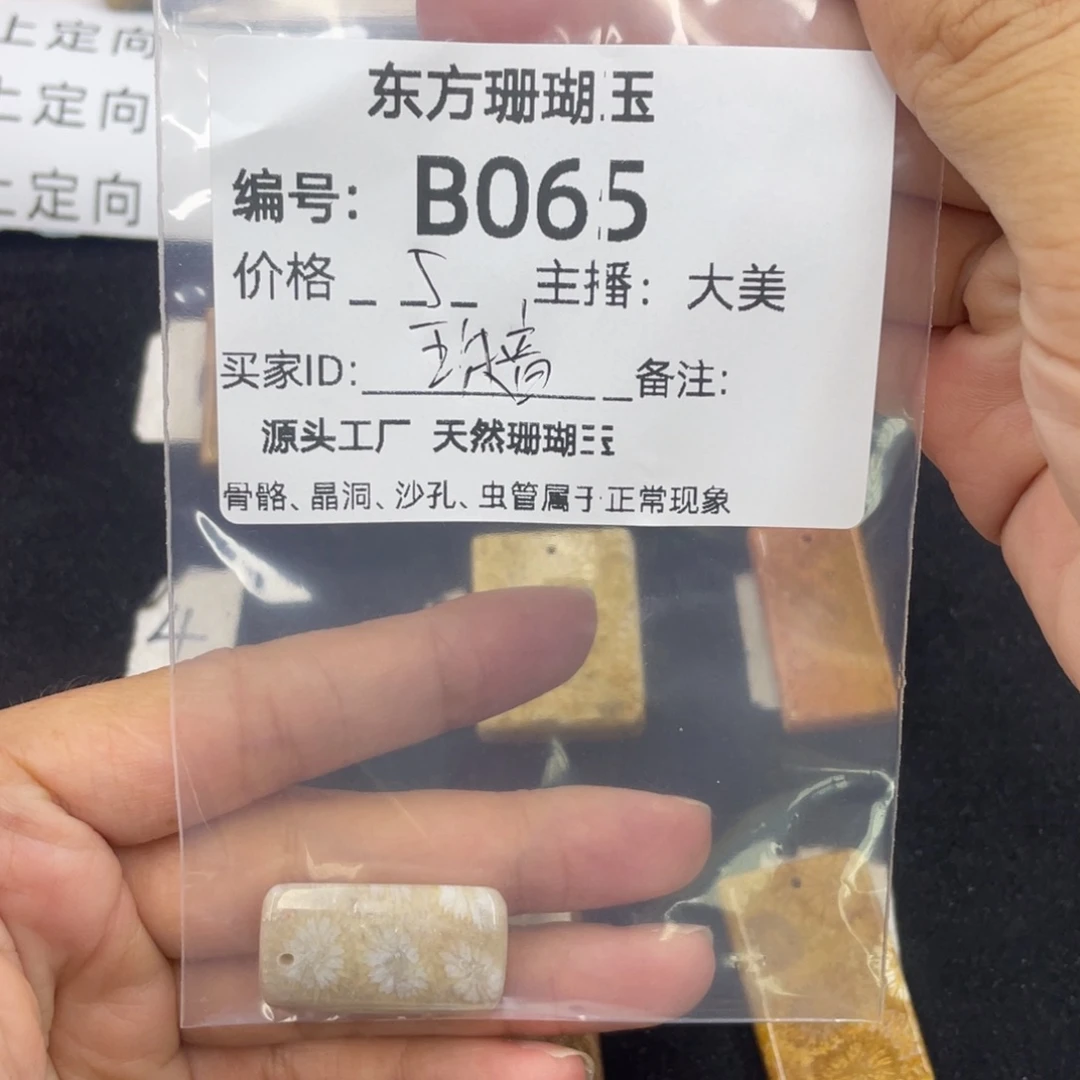 上定向
上定向
上定向
东方珊瑚玉
编号: B065
价格 5 主播: 大美
买家ID: 备注:
源头工厂 天然珊瑚玉
骨骼、晶洞、沙孔、虫管属于正常现象
4